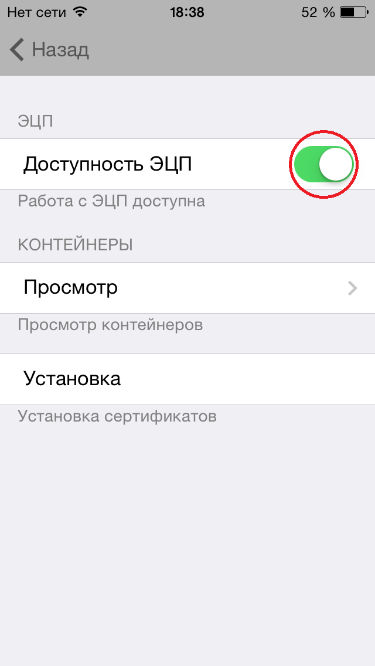 Нет сети 18:38 52 %
Назад
ЭЦП
Доступность ЭЦП
Работа с ЭЦП доступна
КОНТЕЙНЕРЫ
Просмотр
Просмотр контейнеров
Установка
Установка сертификатов